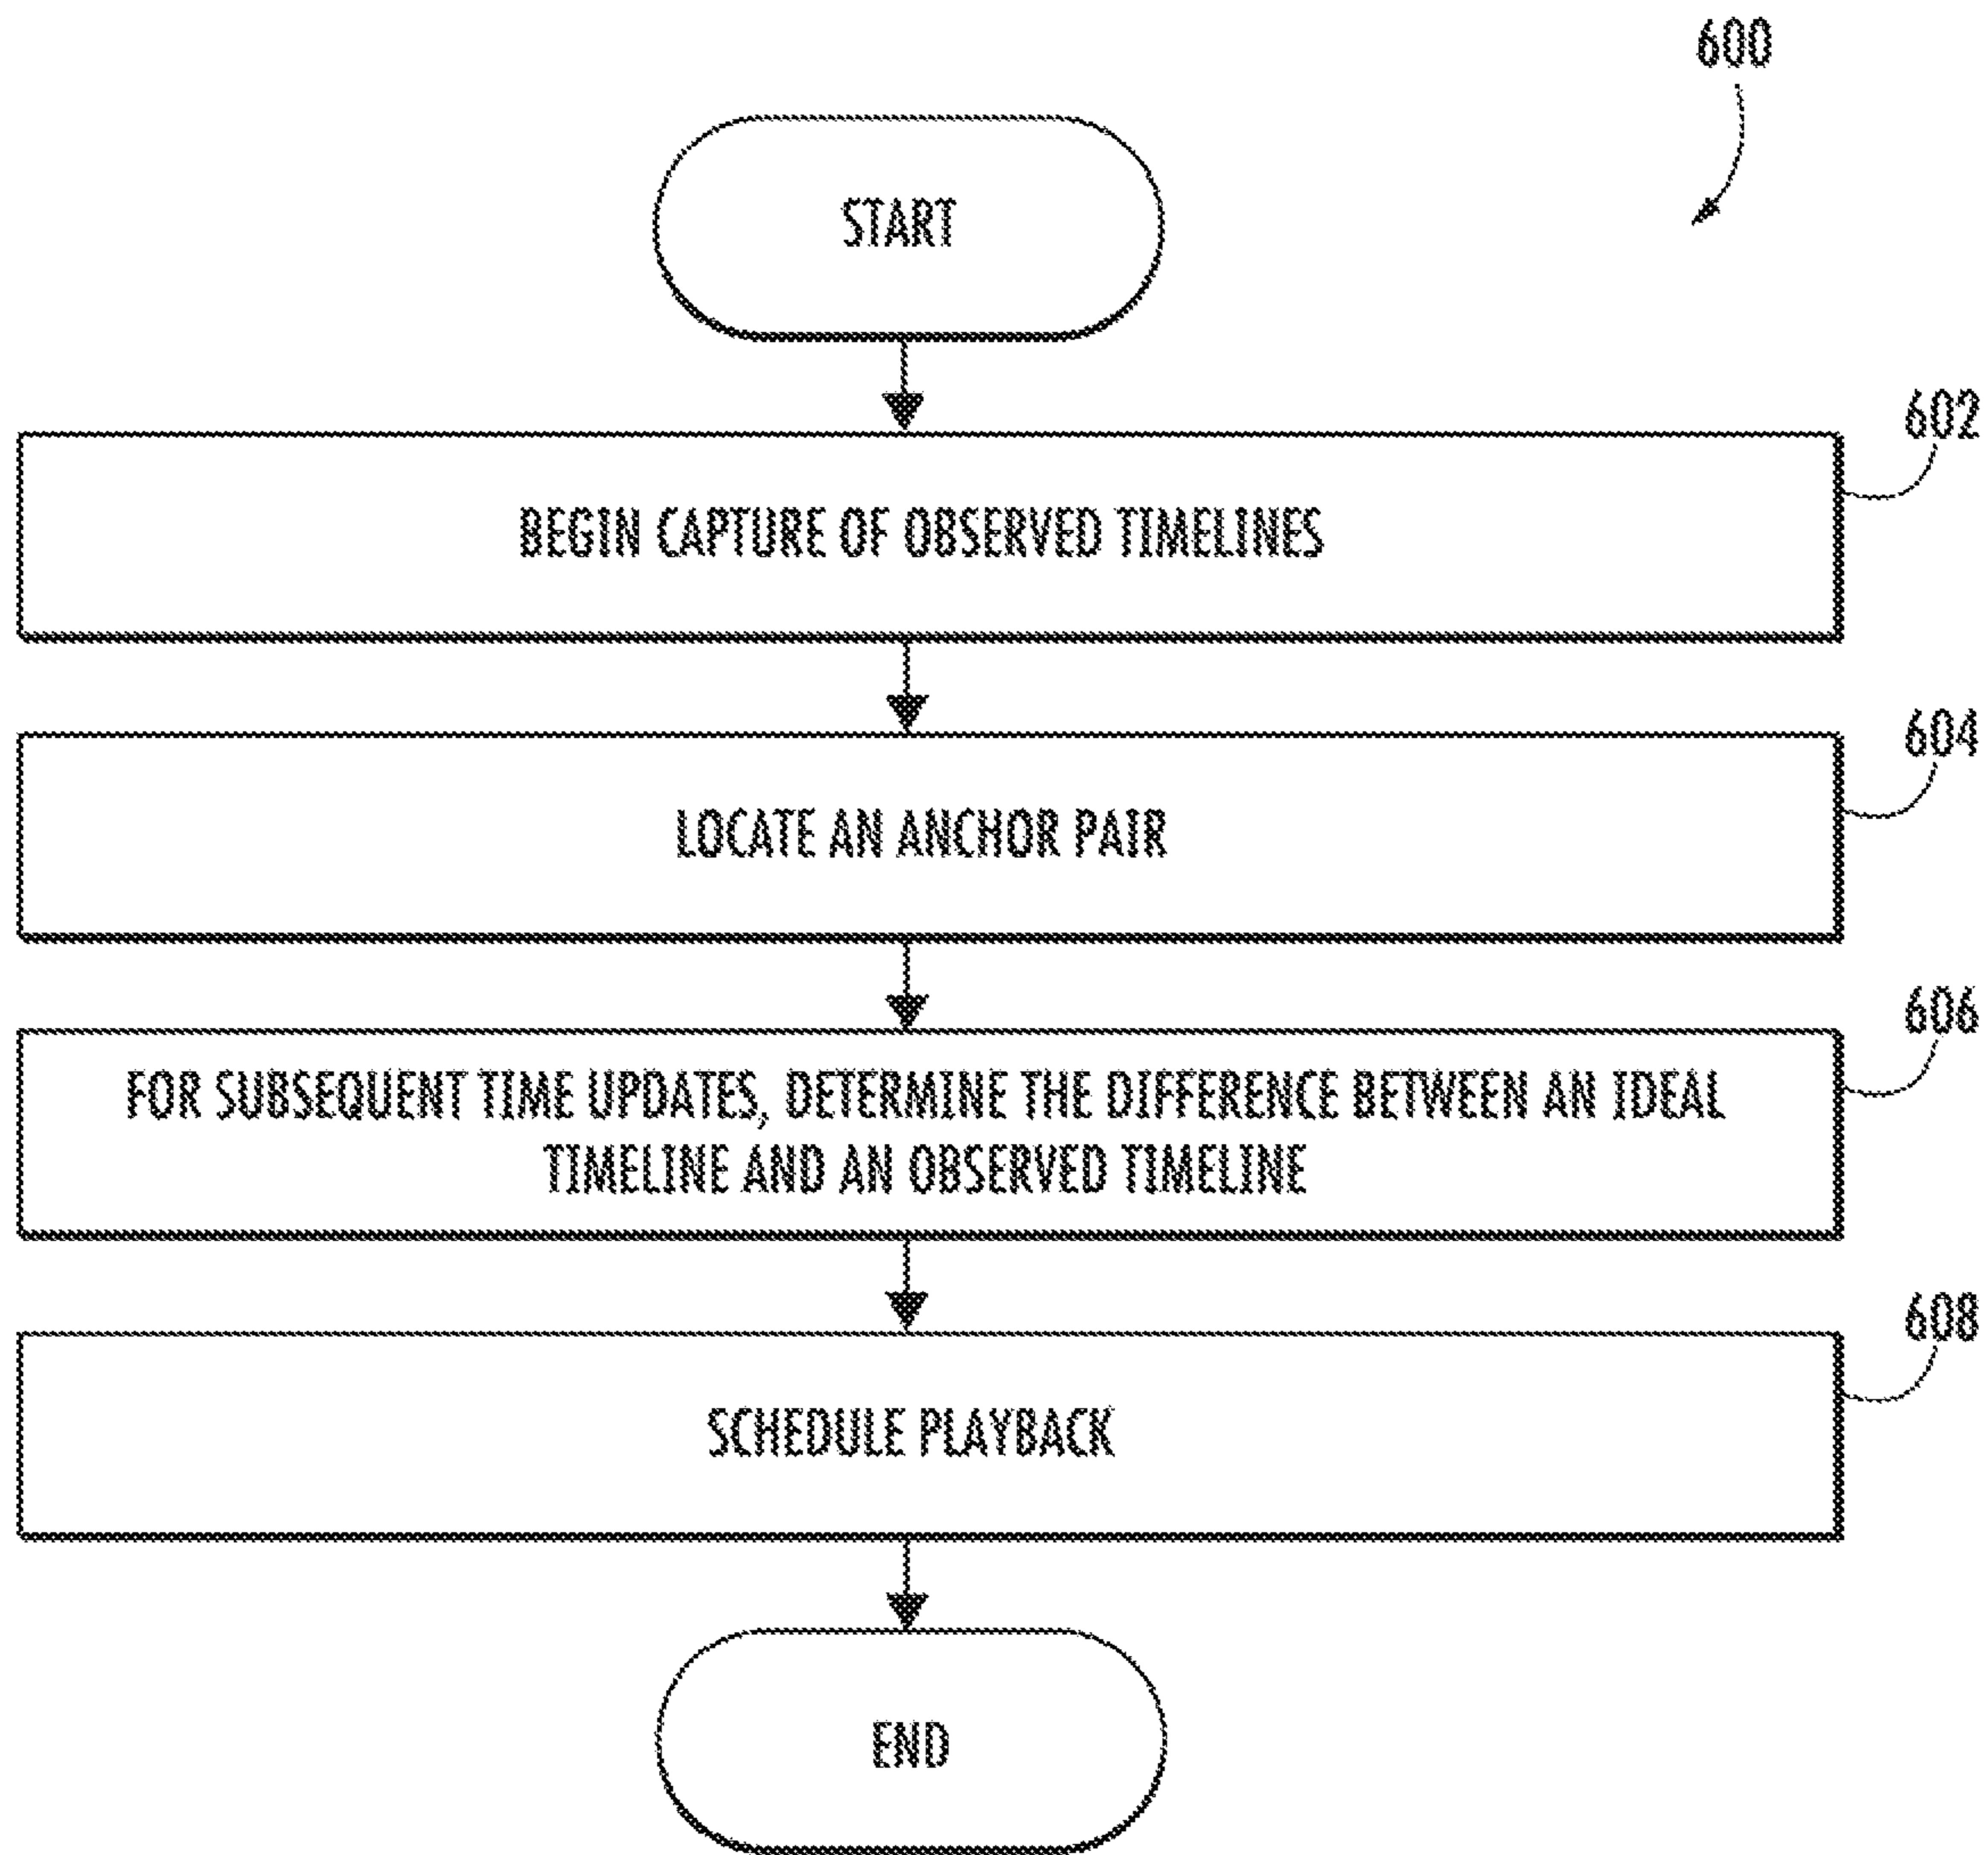 600
START
602
BEGIN CAPTURE OF OBSERVED TIMELINES
604
LOCATE AN ANCHOR PAIR
606
FOR SUBSEQUENT TIME UPDATES, DETERMINE THE DIFFERENCE BETWEEN AN IDEAL
TIMELINE AND AN OBSERVED TIMELINE
608
SCHEDULE PLAYBACK
END